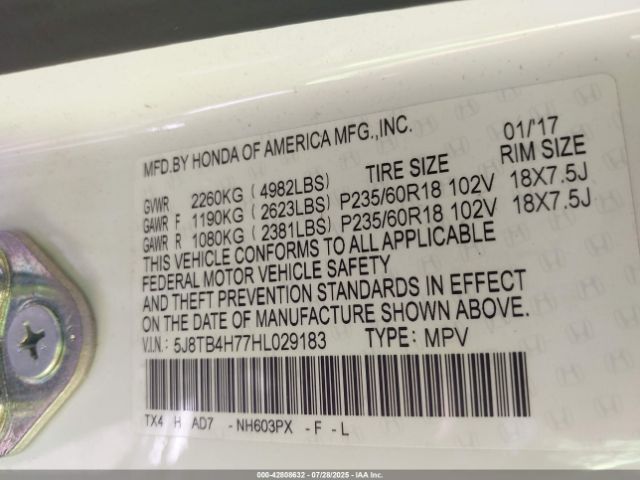 MFD.BY HONDA OF AMERICA MFG.,INC. 01/'17
TIRE SIZE RIM SIZE
GVWR 2260KG ( 4982LBS)
GAWR F 1190KG ( 2623LBS) P235/60R18 102V 18X7.5J
GAWR R 1080KG ( 2381LBS) P235/60R18 102V 18X7.5J
THIS VEHICLE CONFORMS TO ALL APPLICABLE
FEDERAL MOTOR VEHICLE SAFETY
AND THEFT PREVENTION STANDARDS IN EFFECT
ON THE DATE OF MANUFACTURE SHOWN ABOVE.
V.I.N.: 5J8TB4H77HL029183 TYPE: MPV
TX4 H AD7 - NH603PX - F - L
000-42808632 - 07/28/2025 - IAAI INC.